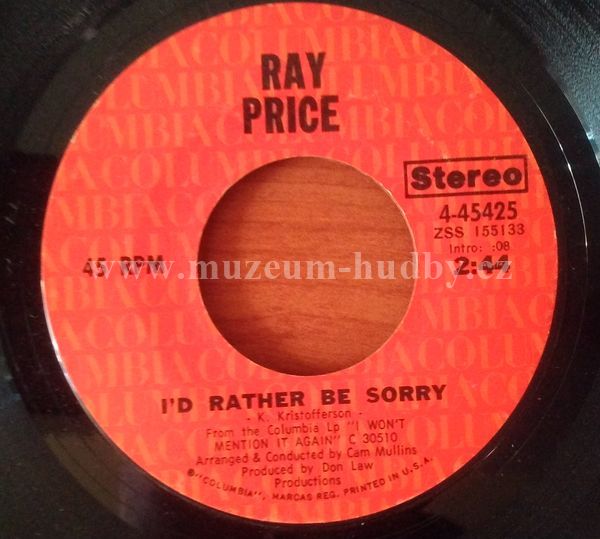 RAY
PRICE
Stereo
4-45425
ZSS 155133
Intro: :08
45 RPM
2:44
www.muzeum-hudby.cz
I'D RATHER BE SORRY
- K. Kristofferson -
From the Columbia Lp "I WON'T
MENTION IT AGAIN" C 30510
Arranged & Conducted by Cam Mullins
Produced by Don Law
Productions
®"COLUMBIA", MARCAS REG. PRINTED IN U.S.A.